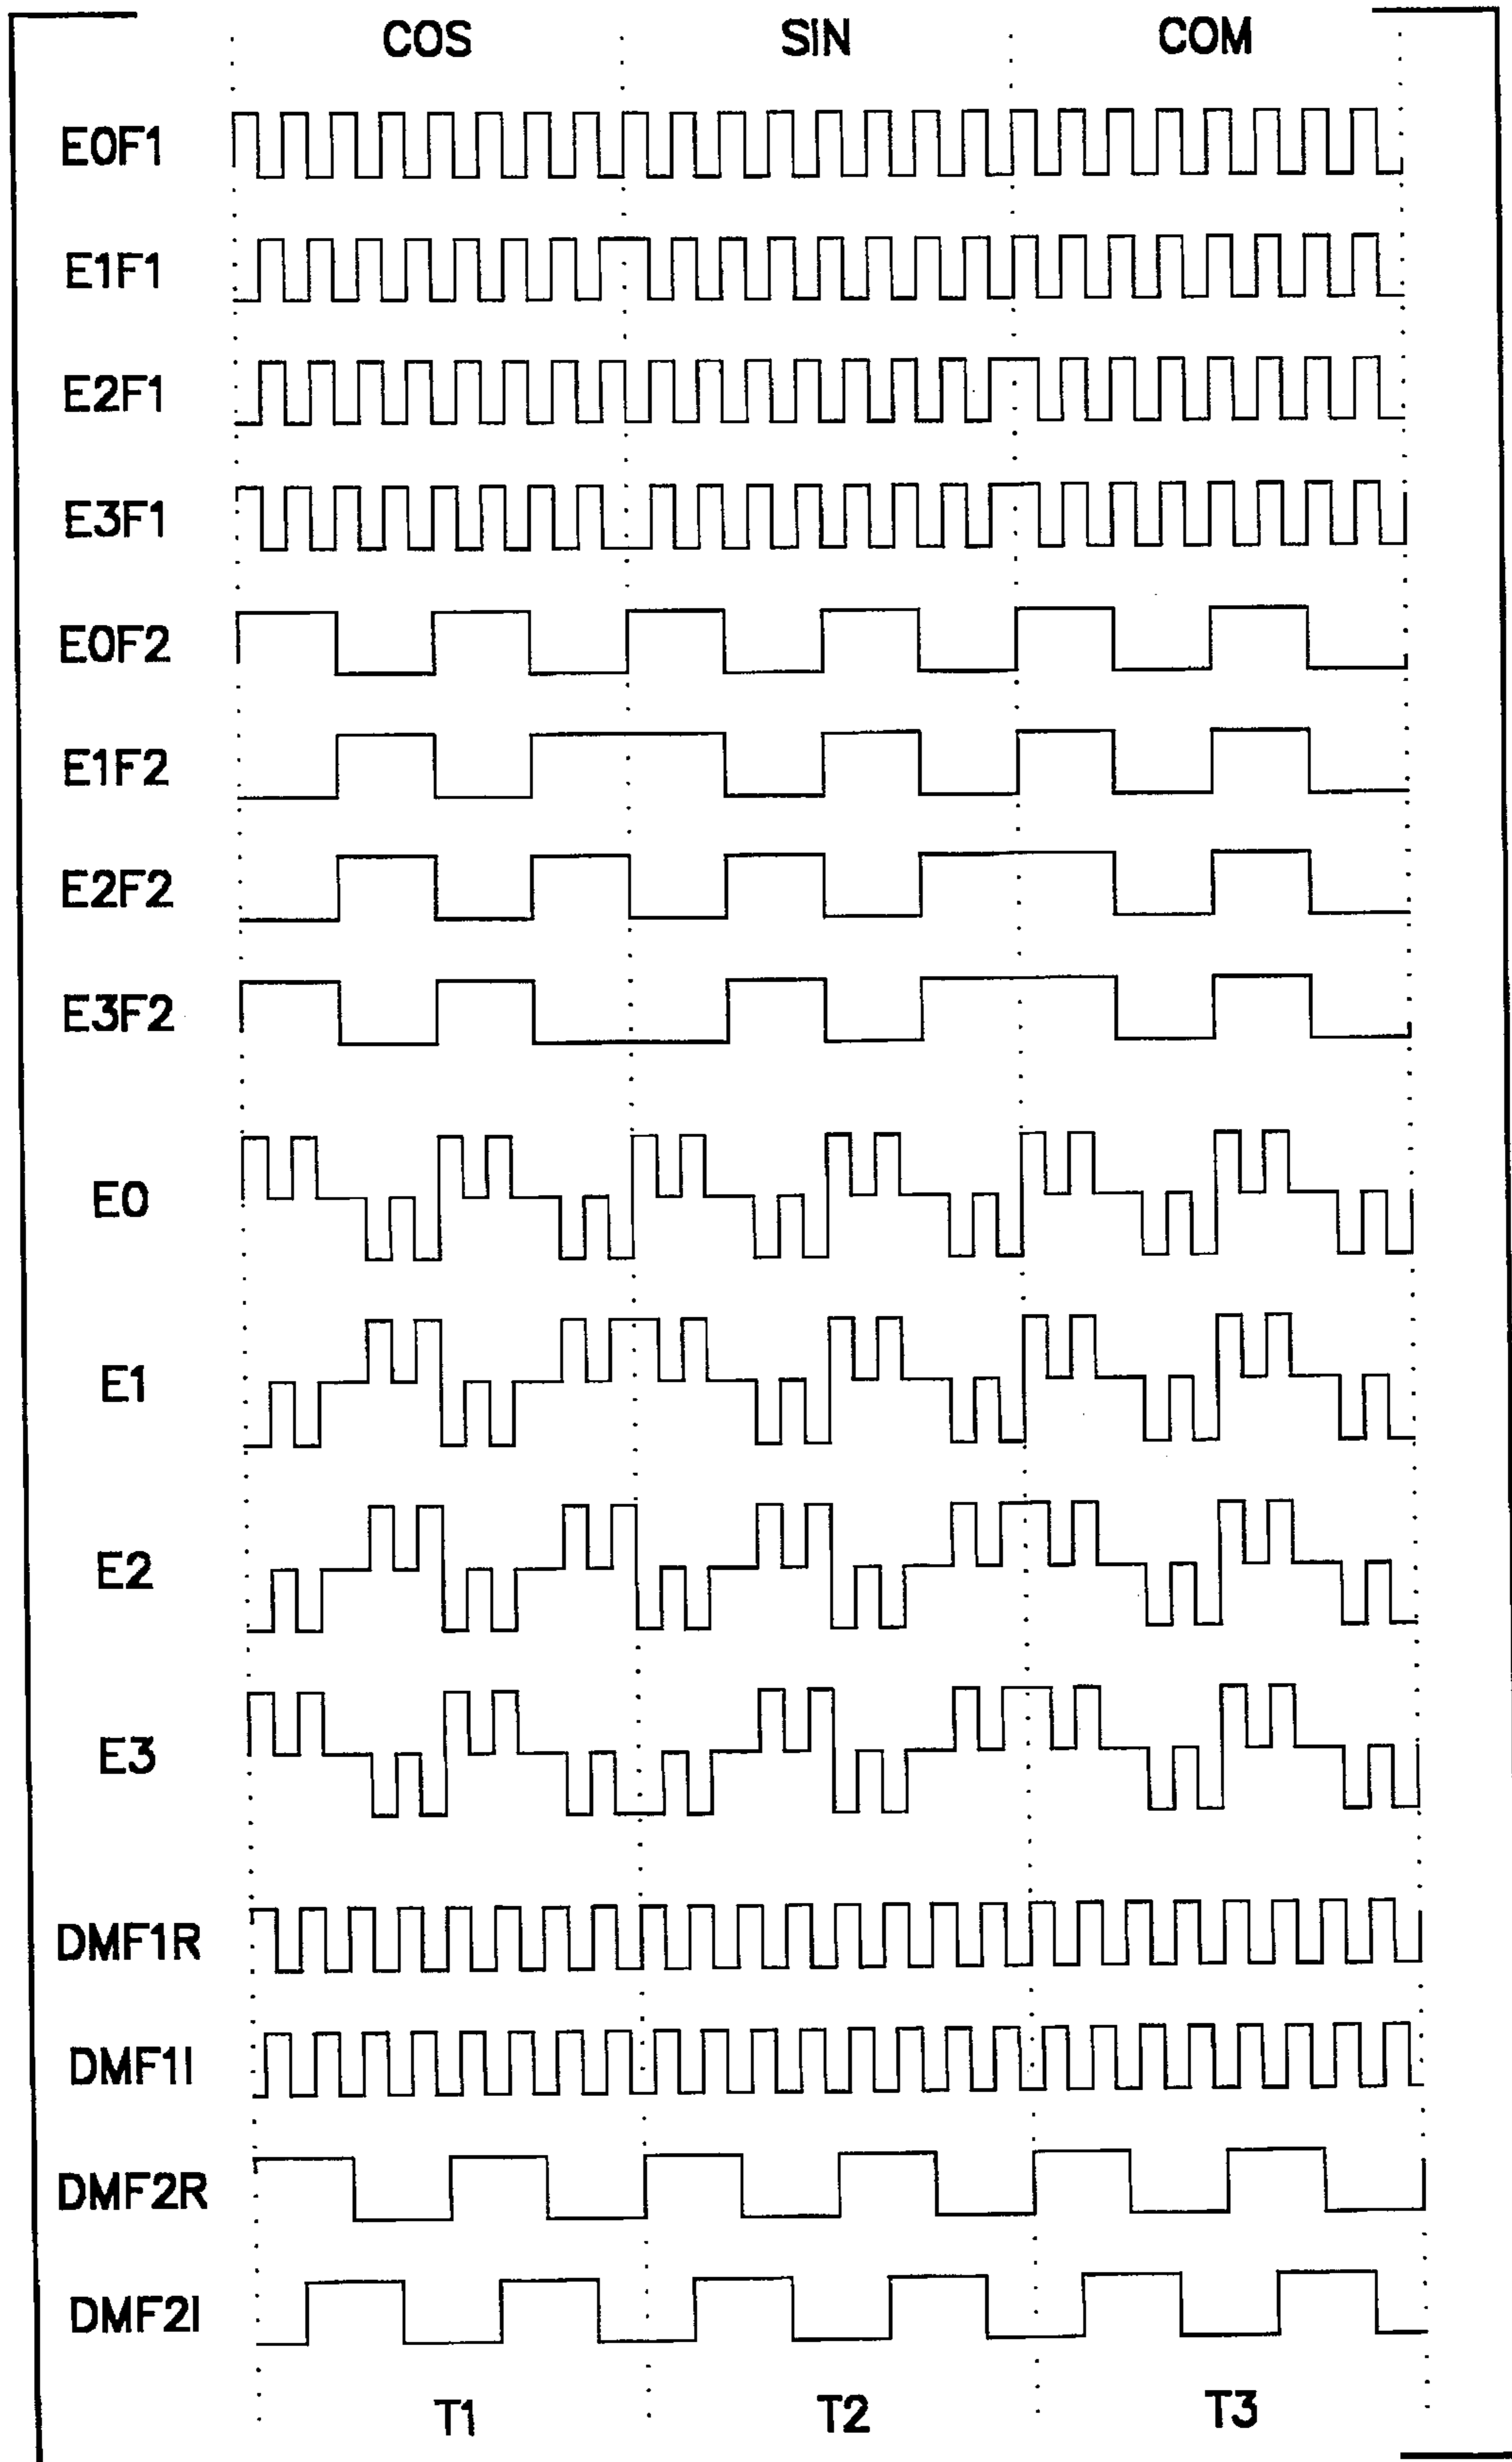 COS SIN COM
E0F1
E1F1
E2F1
E3F1
E0F2
E1F2
E2F2
E3F2
E0
E1
E2
E3
DMF1R
DMF1I
DMF2R
DMF2I
T1 T2 T3